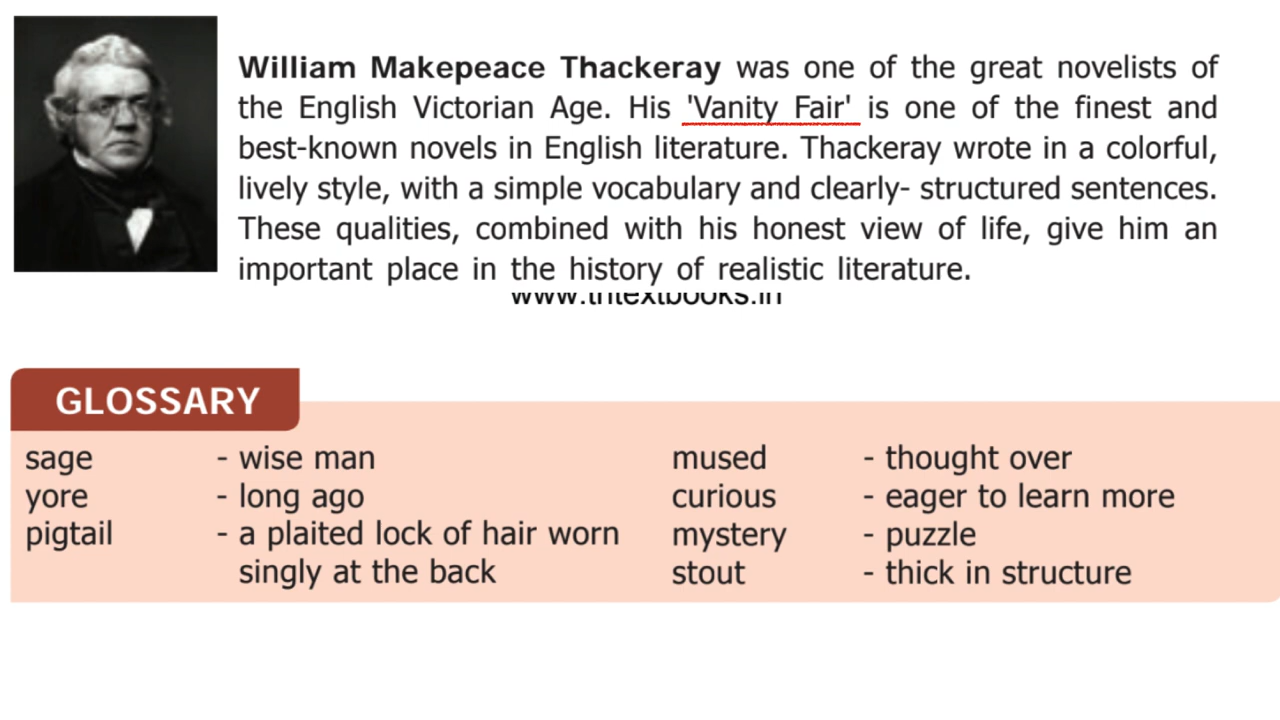 William Makepeace Thackeray was one of the great novelists of
the English Victorian Age. His 'Vanity Fair' is one of the finest and
best-known novels in English literature. Thackeray wrote in a colorful,
lively style, with a simple vocabulary and clearly- structured sentences.
These qualities, combined with his honest view of life, give him an
important place in the history of realistic literature.
www.tntextbooks.in
GLOSSARY
sage - wise man mused - thought over
yore - long ago curious - eager to learn more
pigtail - a plaited lock of hair worn mystery - puzzle
singly at the back stout - thick in structure